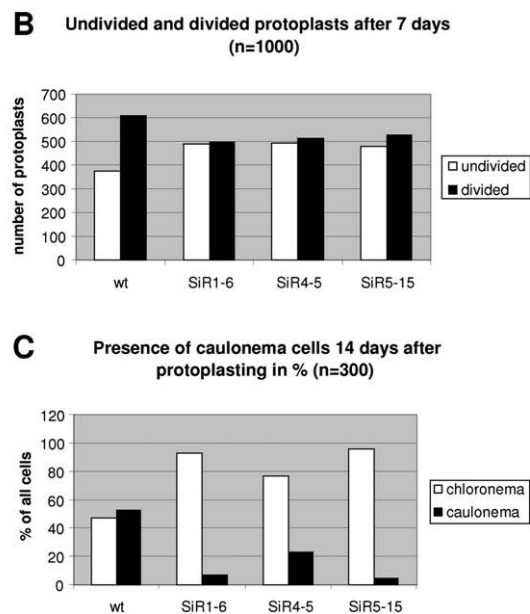 B
Undivided and divided protoplasts after 7 days
(n=1000)
number of protoplasts
700
600
500
400
300
200
100
0
wt SiR1-6 SiR4-5 SiR5-15
undivided
divided
C
Presence of caulonema cells 14 days after
protoplasting in % (n=300)
% of all cells
120
100
80
60
40
20
0
wt SiR1-6 SiR4-5 SiR5-15
chloronema
caulonema